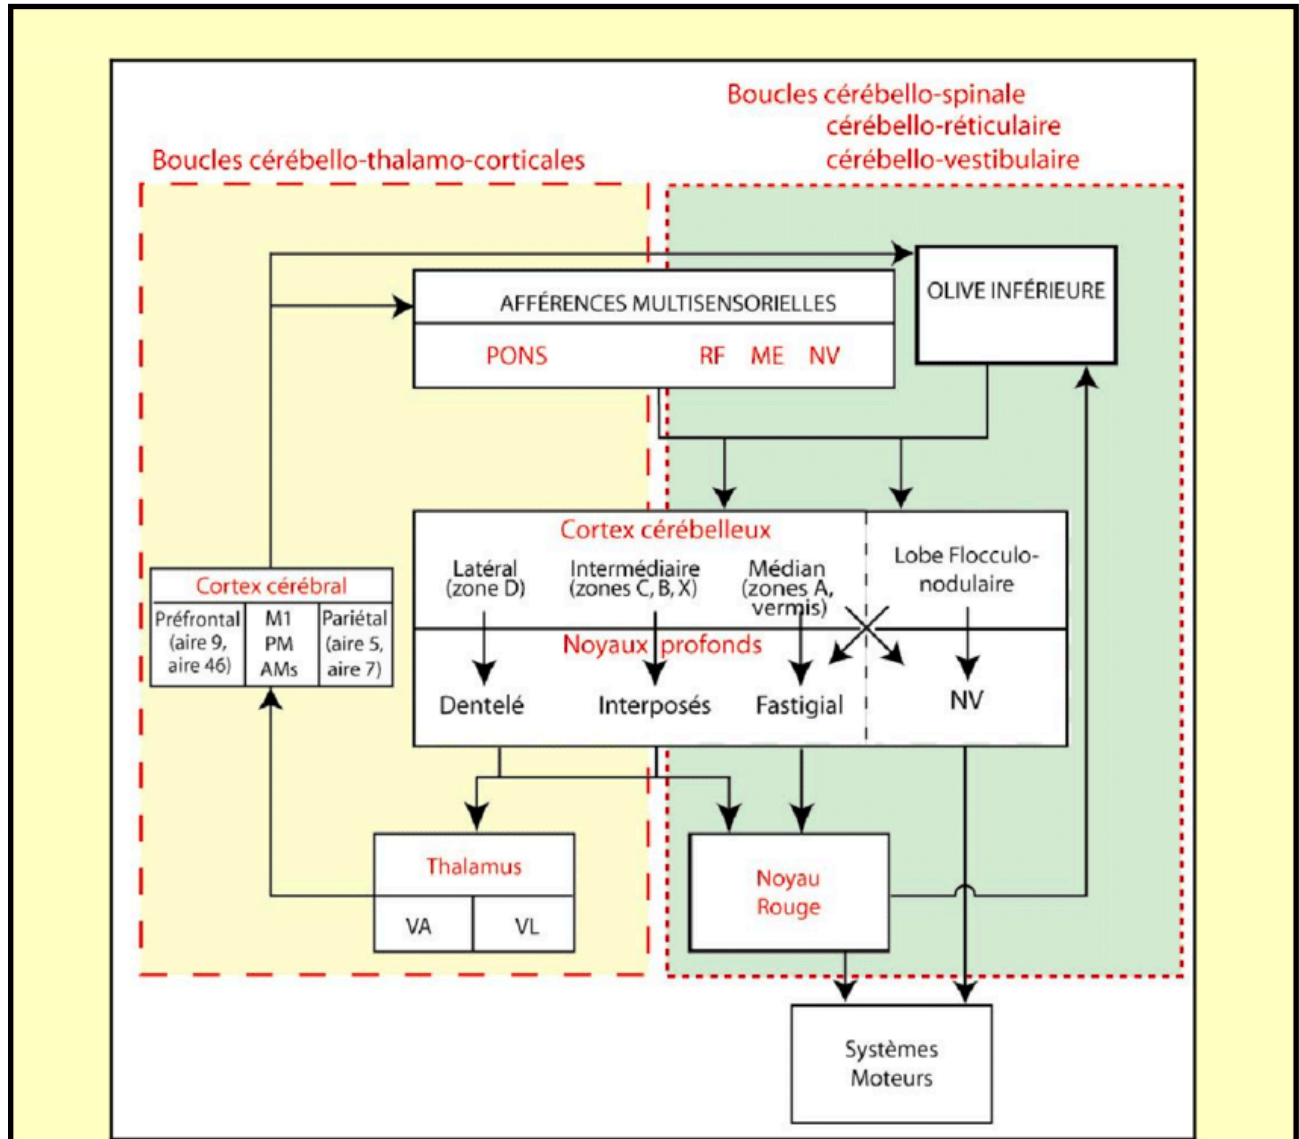 Boucles cérébello-spinale
cérébello-réticulaire
cérébello-vestibulaire
Boucles cérébello-thalamo-corticales
AFFÉRENCES MULTISENSORIELLES
PONS RF ME NV
OLIVE INFÉRIEURE
Cortex cérébelleux
Latéral
(zone D)
Intermédiaire
(zones C, B, X)
Médian
(zones A,
vermis)
Lobe Flocculo-
nodulaire
Noyaux profonds
Dentelé
Interposés
Fastigial
NV
Cortex cérébral
Préfrontal
(aire 9,
aire 46)
M1
PM
AMs
Pariétal
(aire 5,
aire 7)
Thalamus
VA
VL
Noyau
Rouge
Systèmes
Moteurs